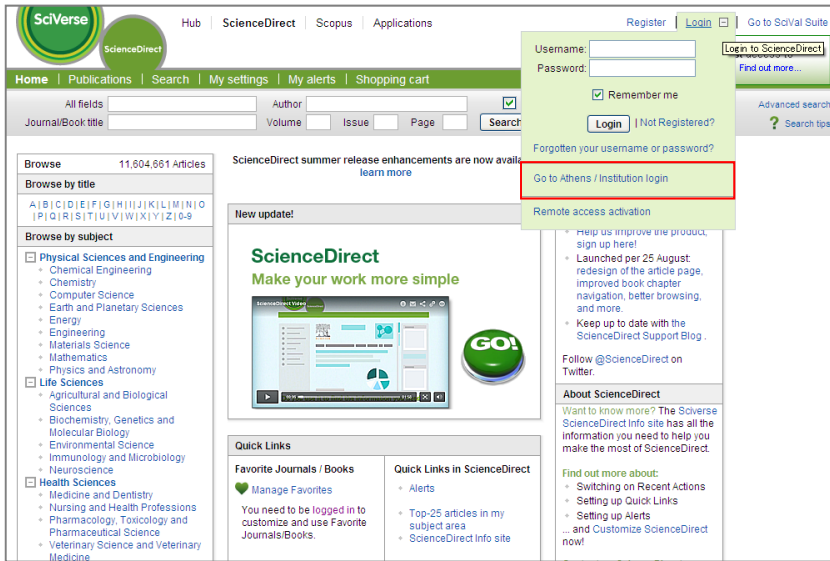 SciVerse
ScienceDirect
Hub | ScienceDirect | Scopus | Applications
Register | Login | Go to SciVal Suite
Login to ScienceDirect
Find out more...
Username:
Password:
Remember me
Login | Not Registered?
Forgotten your username or password?
Go to Athens / Institution login
Remote access activation
Home | Publications | Search | My settings | My alerts | Shopping cart
All fields
Author
Advanced search
Journal/Book title
Volume
Issue
Page
Search
? Search tips
Browse 11,604,661 Articles
Browse by title
A|B|C|D|E|F|G|H|I|J|K|L|M|N|O
|P|Q|R|S|T|U|V|W|X|Y|Z|0-9
Browse by subject
Physical Sciences and Engineering
Chemical Engineering
Chemistry
Computer Science
Earth and Planetary Sciences
Energy
Engineering
Materials Science
Mathematics
Physics and Astronomy
Life Sciences
Agricultural and Biological
Sciences
Biochemistry, Genetics and
Molecular Biology
Environmental Science
Immunology and Microbiology
Neuroscience
Health Sciences
Medicine and Dentistry
Nursing and Health Professions
Pharmacology, Toxicology and
Pharmaceutical Science
Veterinary Science and Veterinary
Medicine
ScienceDirect summer release enhancements are now
learn more
New update!
ScienceDirect
Make your work more simple
ScienceDirect Video
GO!
Quick Links
Favorite Journals / Books
Manage Favorites
You need to be logged in to
customize and use Favorite
Journals/Books.
Quick Links in ScienceDirect
Alerts
Top-25 articles in my
subject area
ScienceDirect Info site
Help us improve the product,
sign up here!
Launched per 25 August:
redesign of the article page,
improved book chapter
navigation, better browsing,
and more.
Keep up to date with the
ScienceDirect Support Blog .
Follow @ScienceDirect on
Twitter.
About ScienceDirect
Want to know more? The Sciverse
ScienceDirect Info site has all the
information you need to help you
make the most of ScienceDirect.
Find out more about:
Switching on Recent Actions
Setting up Quick Links
Setting up Alerts
... and Customize ScienceDirect
now!